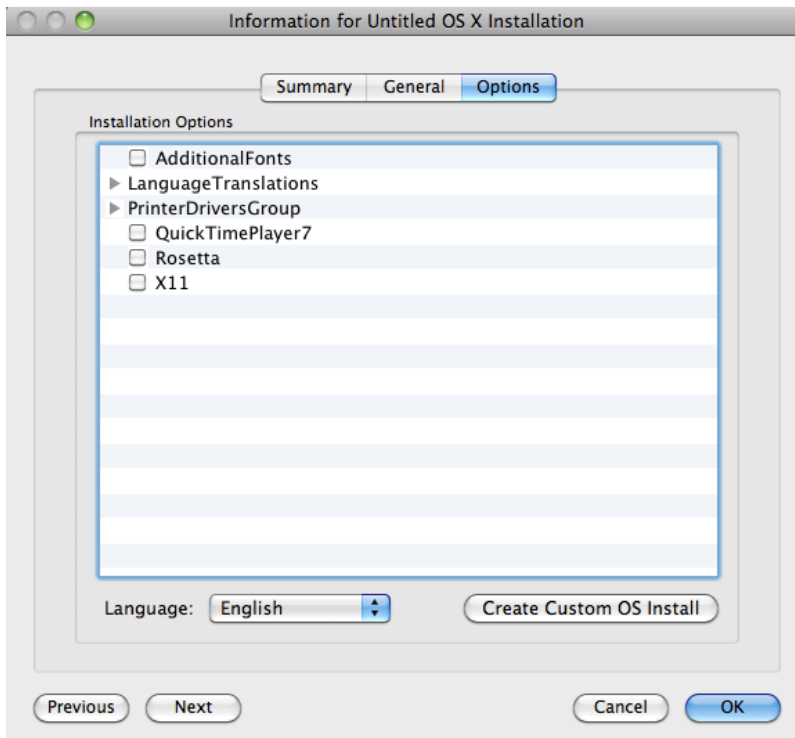 Information for Untitled OS X Installation
Summary General Options
Installation Options
AdditionalFonts
LanguageTranslations
PrinterDriversGroup
QuickTimePlayer7
Rosetta
X11
Language: English Create Custom OS Install
Previous Next Cancel OK